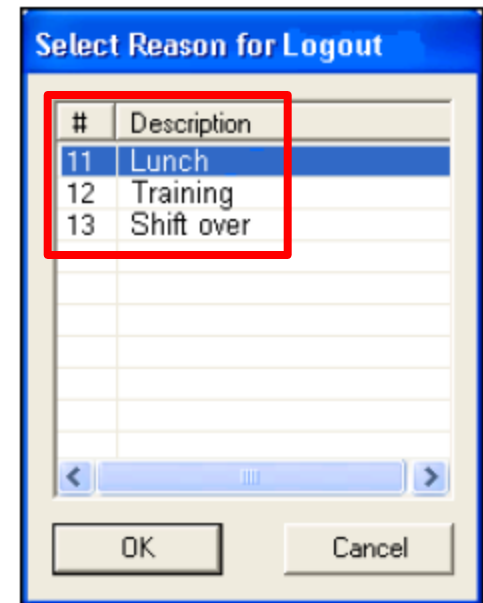 Select Reason for Logout
# Description
11 Lunch
12 Training
13 Shift over
OK Cancel